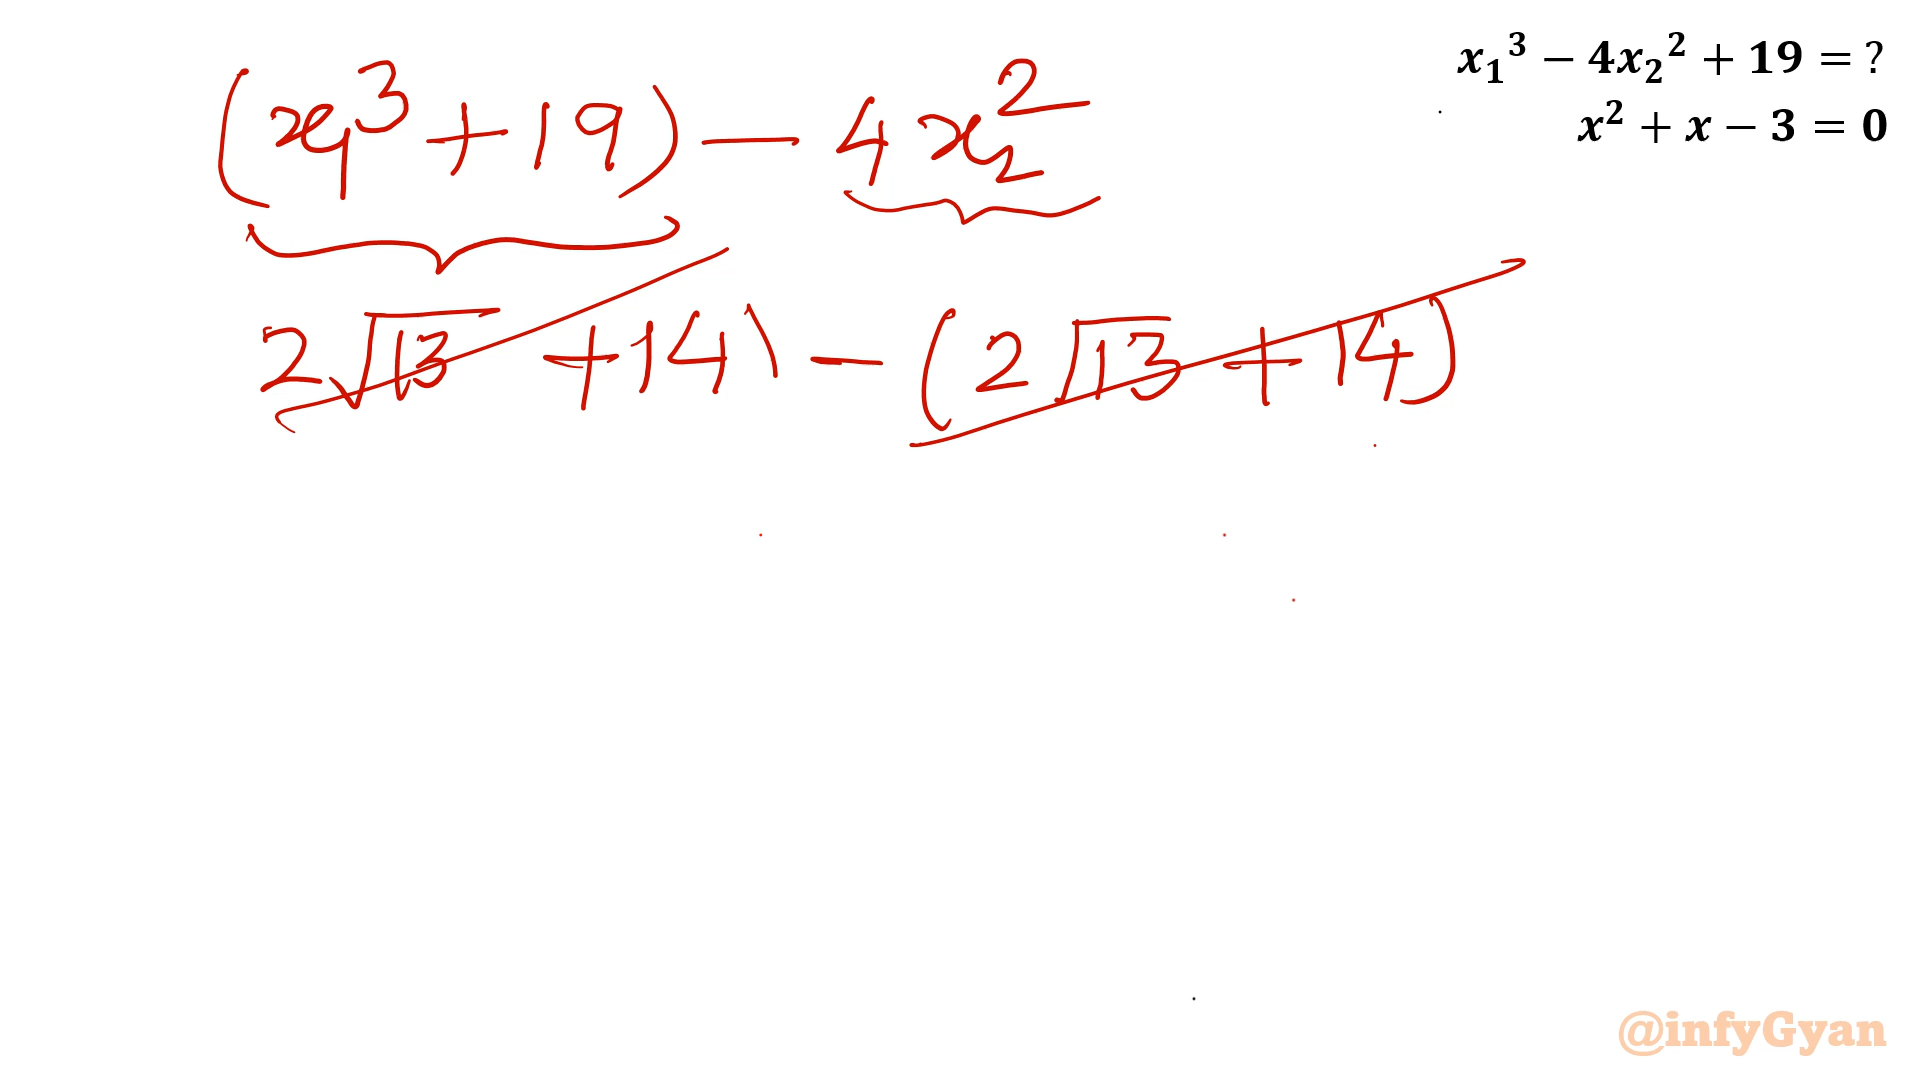 x₁³ − 4x₂² + 19 = ?
x² + x − 3 = 0
(x₁³ + 19) − 4x₂²
2√13 + 14) − (2√13 + 14)
@infyGyan